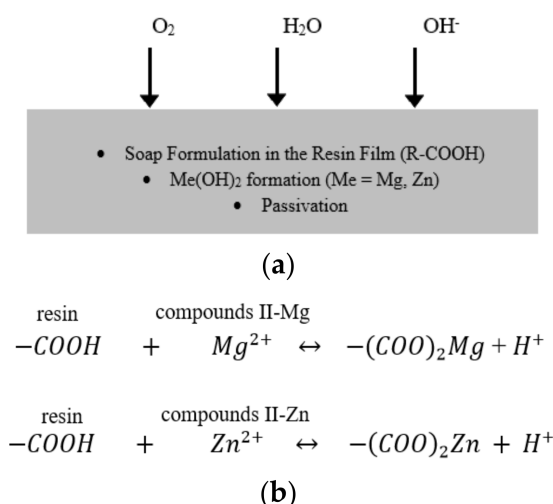 O₂ H₂O OH⁻
• Soap Formulation in the Resin Film (R-COOH)
• Me(OH)₂ formation (Me = Mg, Zn)
• Passivation
(a)
resin compounds II-Mg
−COOH + Mg²⁺ ↔ −(COO)₂Mg + H⁺
resin compounds II-Zn
−COOH + Zn²⁺ ↔ −(COO)₂Zn + H⁺
(b)